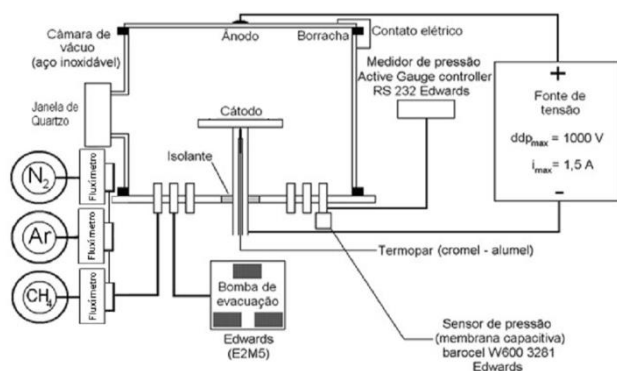 Câmara de
vácuo
(aço inoxidável)
Ânodo
Borracha
Contato elétrico
Medidor de pressão
Active Gauge controller
RS 232 Edwards
+
Fonte de
tensão
ddpmax = 1000 V
imax = 1,5 A
−
Janela de
Quartzo
Cátodo
Isolante
N2
Fluxímetro
Ar
Fluxímetro
CH4
Fluxímetro
Termopar (cromel - alumel)
Bomba de
evacuação
Edwards
(E2M5)
Sensor de pressão
(membrana capacitiva)
barocel W600 3281
Edwards